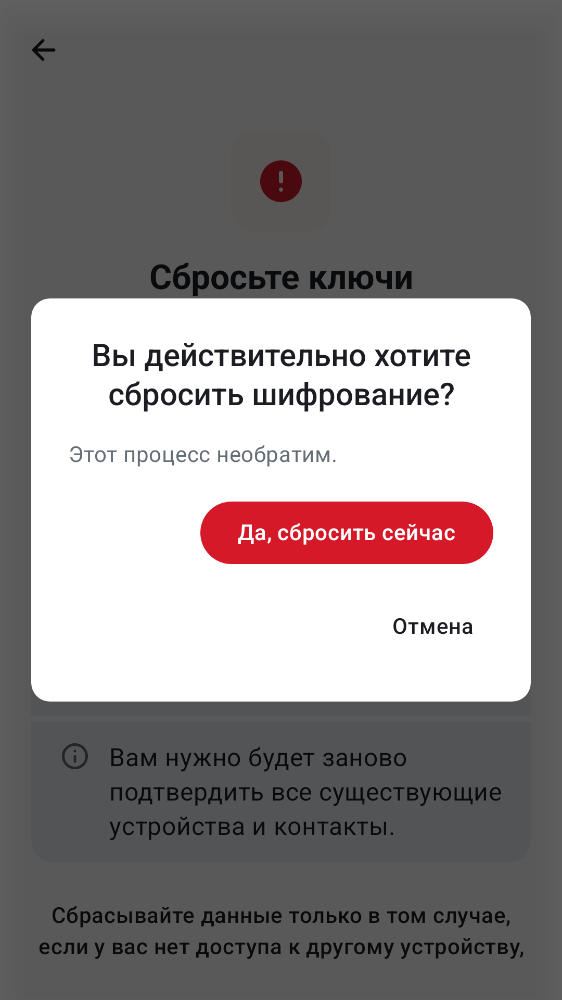 Сбросьте ключи
Вы действительно хотите
сбросить шифрование?
Этот процесс необратим.
Да, сбросить сейчас
Отмена
Вам нужно будет заново
подтвердить все существующие
устройства и контакты.
Сбрасывайте данные только в том случае,
если у вас нет доступа к другому устройству,